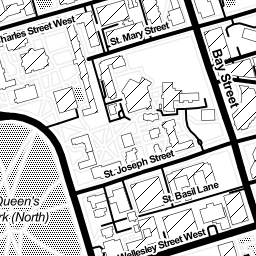 Charles Street West
St. Mary Street
Bay Street
St. Joseph Street
St. Basil Lane
Queen's
rk (North)
Wellesley Street West